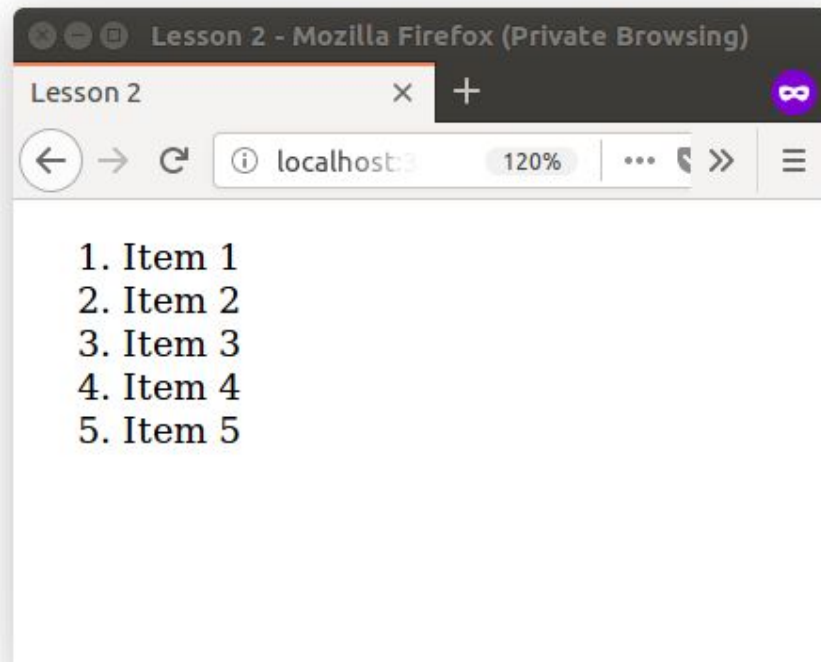 Lesson 2 - Mozilla Firefox (Private Browsing)
Lesson 2
localhost:3
120%
1. Item 1
2. Item 2
3. Item 3
4. Item 4
5. Item 5